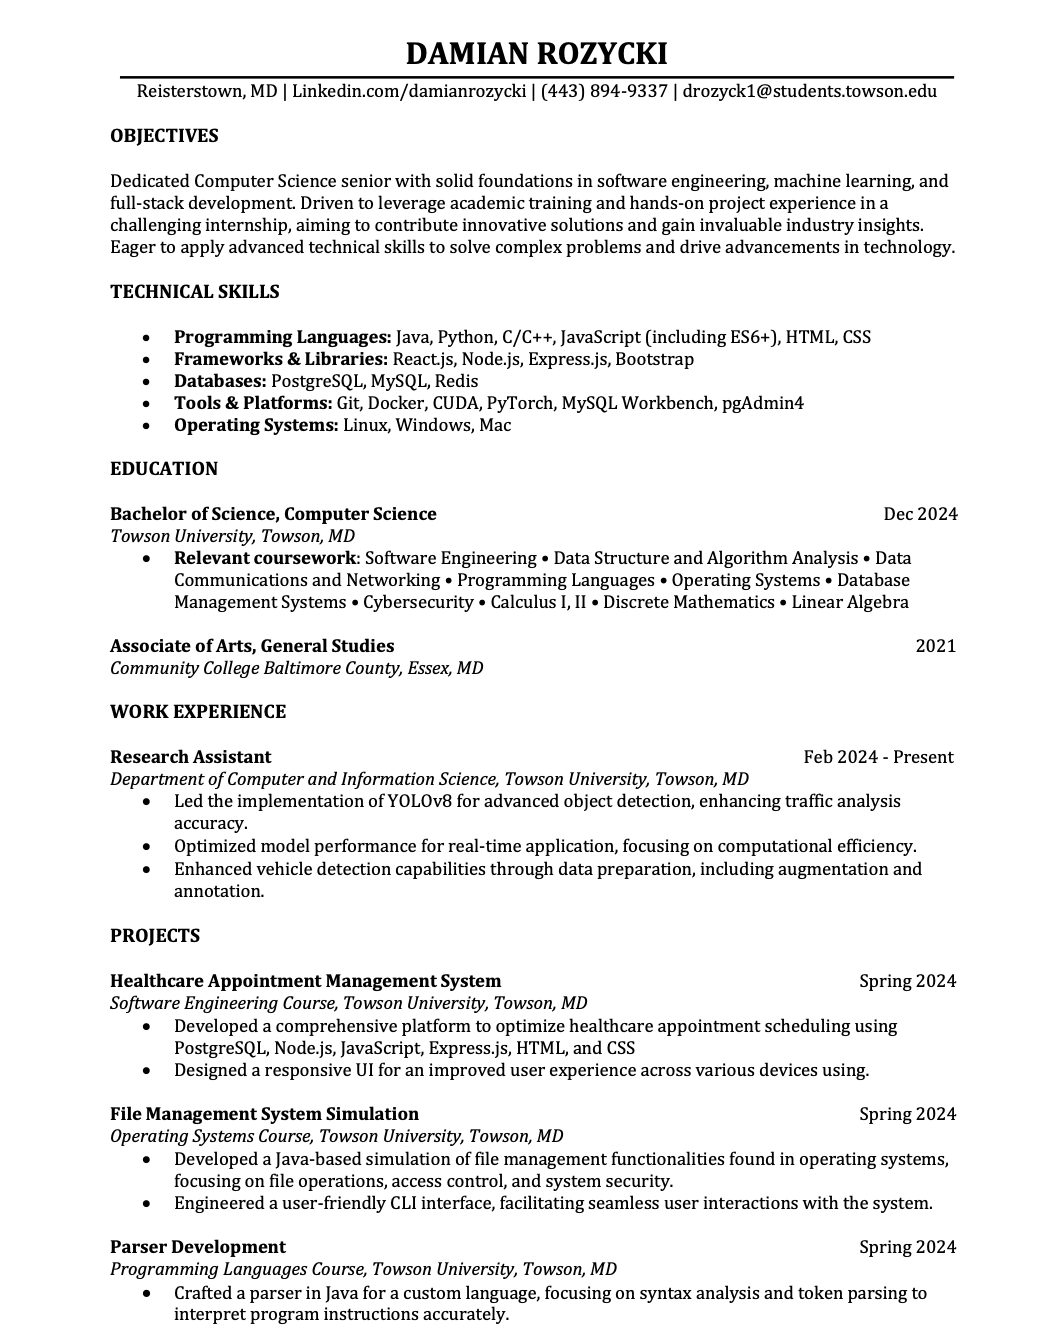 DAMIAN ROZYCKI
Reisterstown, MD | Linkedin.com/damianrozycki | (443) 894-9337 | drozyck1@students.towson.edu
OBJECTIVES
Dedicated Computer Science senior with solid foundations in software engineering, machine learning, and
full-stack development. Driven to leverage academic training and hands-on project experience in a
challenging internship, aiming to contribute innovative solutions and gain invaluable industry insights.
Eager to apply advanced technical skills to solve complex problems and drive advancements in technology.
TECHNICAL SKILLS
• Programming Languages: Java, Python, C/C++, JavaScript (including ES6+), HTML, CSS
• Frameworks & Libraries: React.js, Node.js, Express.js, Bootstrap
• Databases: PostgreSQL, MySQL, Redis
• Tools & Platforms: Git, Docker, CUDA, PyTorch, MySQL Workbench, pgAdmin4
• Operating Systems: Linux, Windows, Mac
EDUCATION
Bachelor of Science, Computer Science Dec 2024
Towson University, Towson, MD
• Relevant coursework: Software Engineering • Data Structure and Algorithm Analysis • Data
Communications and Networking • Programming Languages • Operating Systems • Database
Management Systems • Cybersecurity • Calculus I, II • Discrete Mathematics • Linear Algebra
Associate of Arts, General Studies 2021
Community College Baltimore County, Essex, MD
WORK EXPERIENCE
Research Assistant Feb 2024 - Present
Department of Computer and Information Science, Towson University, Towson, MD
• Led the implementation of YOLOv8 for advanced object detection, enhancing traffic analysis
accuracy.
• Optimized model performance for real-time application, focusing on computational efficiency.
• Enhanced vehicle detection capabilities through data preparation, including augmentation and
annotation.
PROJECTS
Healthcare Appointment Management System Spring 2024
Software Engineering Course, Towson University, Towson, MD
• Developed a comprehensive platform to optimize healthcare appointment scheduling using
PostgreSQL, Node.js, JavaScript, Express.js, HTML, and CSS
• Designed a responsive UI for an improved user experience across various devices using.
File Management System Simulation Spring 2024
Operating Systems Course, Towson University, Towson, MD
• Developed a Java-based simulation of file management functionalities found in operating systems,
focusing on file operations, access control, and system security.
• Engineered a user-friendly CLI interface, facilitating seamless user interactions with the system.
Parser Development Spring 2024
Programming Languages Course, Towson University, Towson, MD
• Crafted a parser in Java for a custom language, focusing on syntax analysis and token parsing to
interpret program instructions accurately.